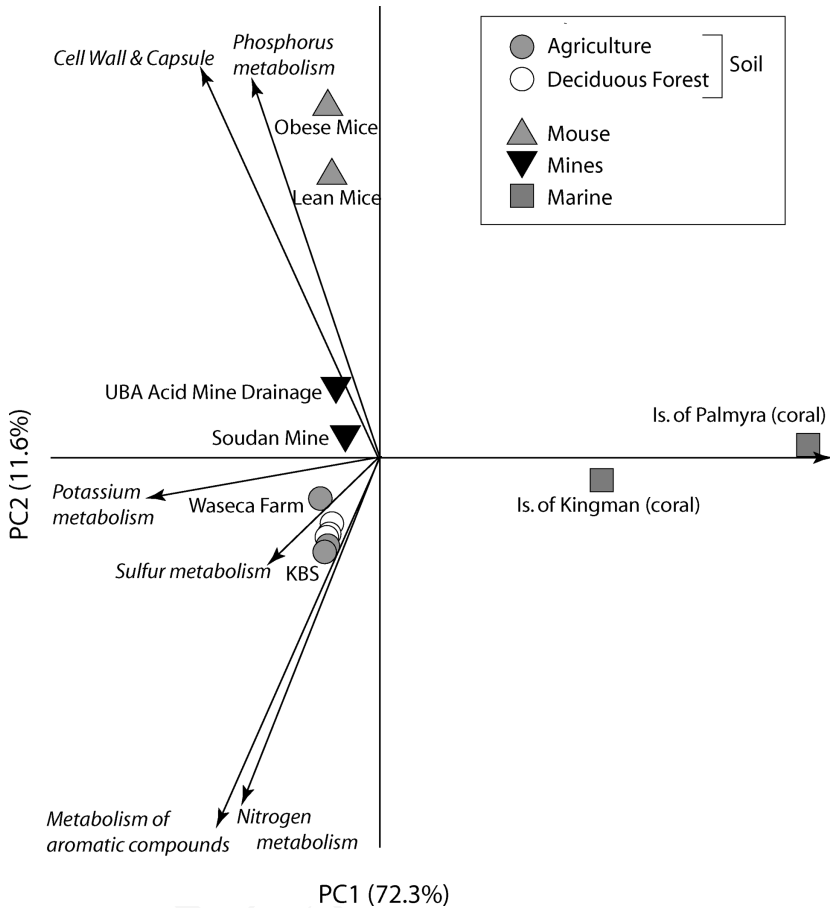 Cell Wall & Capsule
Phosphorus
metabolism
Obese Mice
Lean Mice
Agriculture
Deciduous Forest
Soil
Mouse
Mines
Marine
UBA Acid Mine Drainage
Soudan Mine
Is. of Palmyra (coral)
Is. of Kingman (coral)
Potassium
metabolism
Waseca Farm
Sulfur metabolism
KBS
PC2 (11.6%)
Metabolism of
aromatic compounds
Nitrogen
metabolism
PC1 (72.3%)